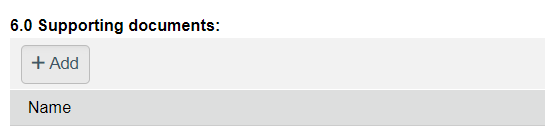 6.0 Supporting documents:
+ Add
Name